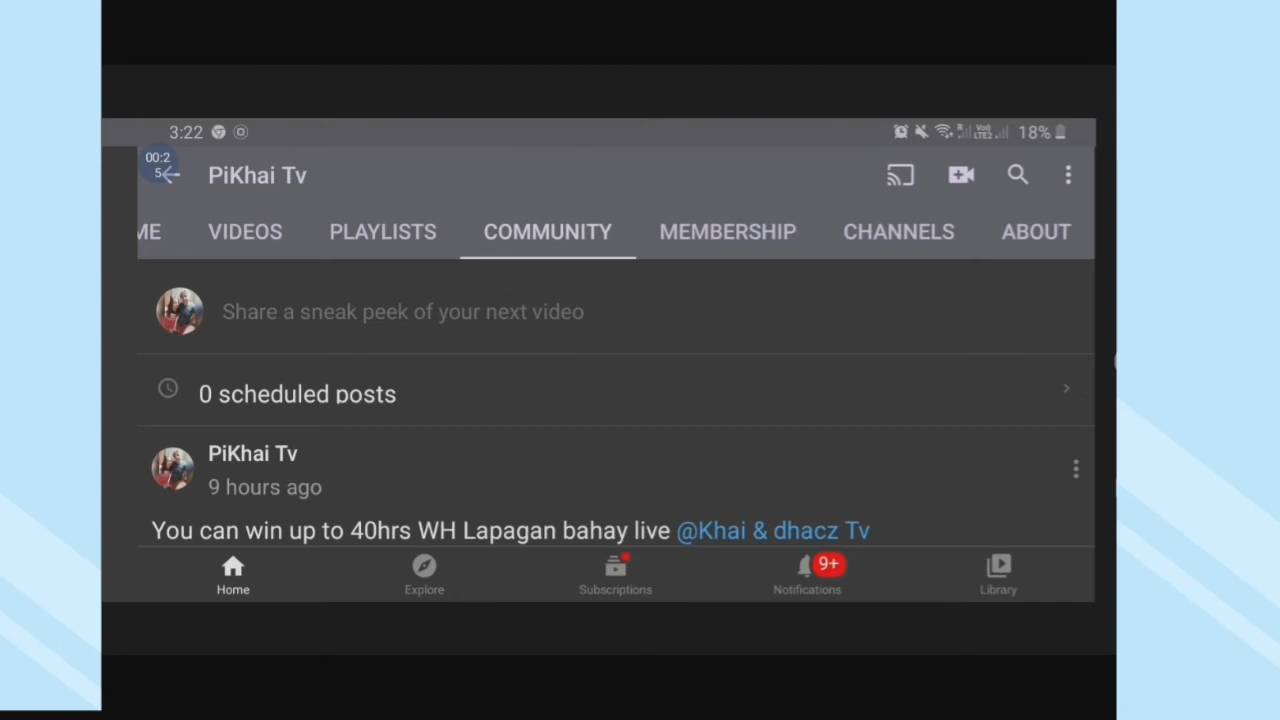 3:22 18%
00:2
5
PiKhai Tv
ME VIDEOS PLAYLISTS COMMUNITY MEMBERSHIP CHANNELS ABOUT
Share a sneak peek of your next video
0 scheduled posts
PiKhai Tv
9 hours ago
You can win up to 40hrs WH Lapagan bahay live @Khai & dhacz Tv
9+
Home Explore Subscriptions Notifications Library